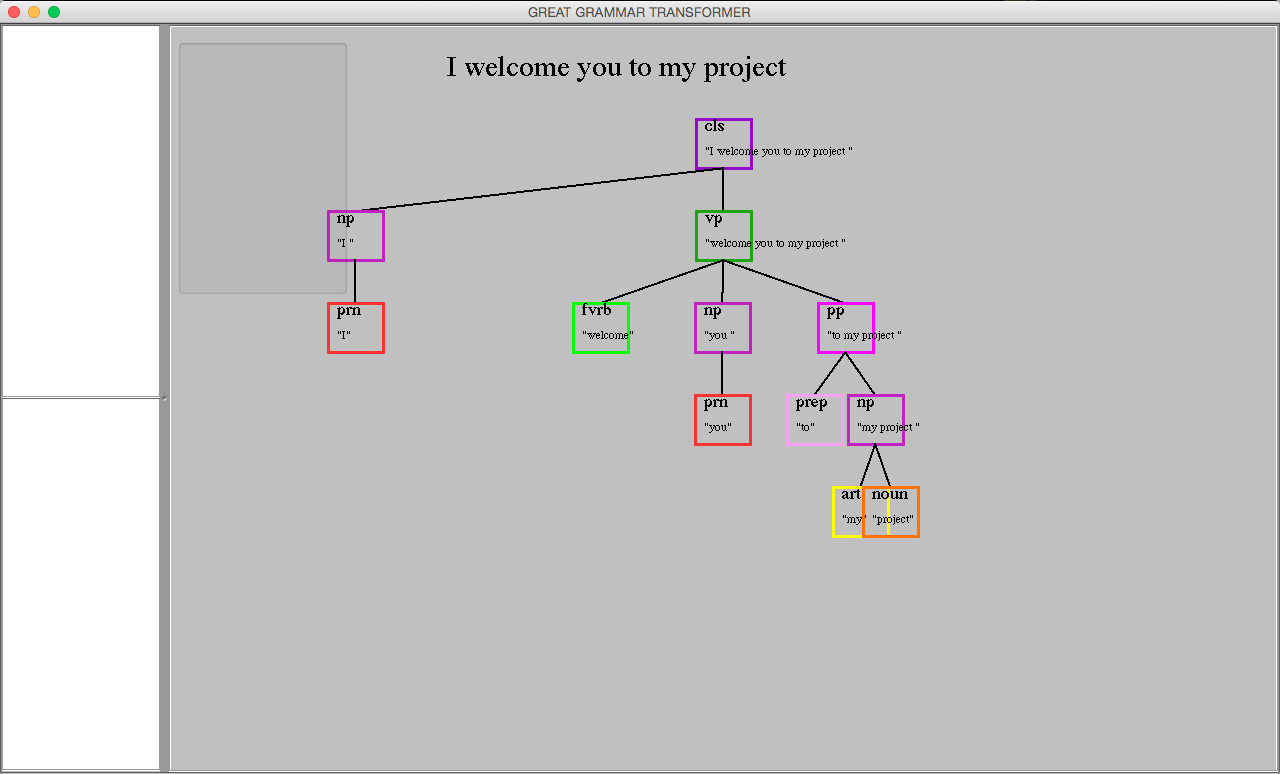 GREAT GRAMMAR TRANSFORMER
I welcome you to my project
cls
"I welcome you to my project "
np
"I "
vp
"welcome you to my project "
prn
"I"
fvrb
"welcome"
np
"you "
pp
"to my project "
prn
"you"
prep
"to"
np
"my project "
art
"my"
noun
"project"